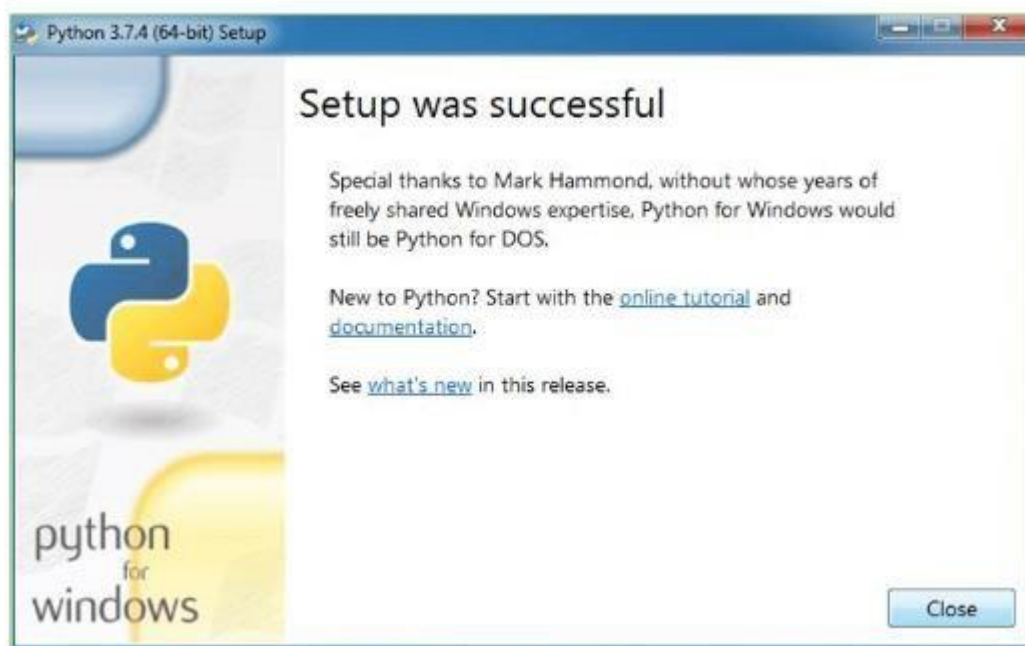 Python 3.7.4 (64-bit) Setup
Setup was successful
Special thanks to Mark Hammond, without whose years of
freely shared Windows expertise, Python for Windows would
still be Python for DOS.
New to Python? Start with the online tutorial and
documentation.
See what's new in this release.
python
for
windows
Close